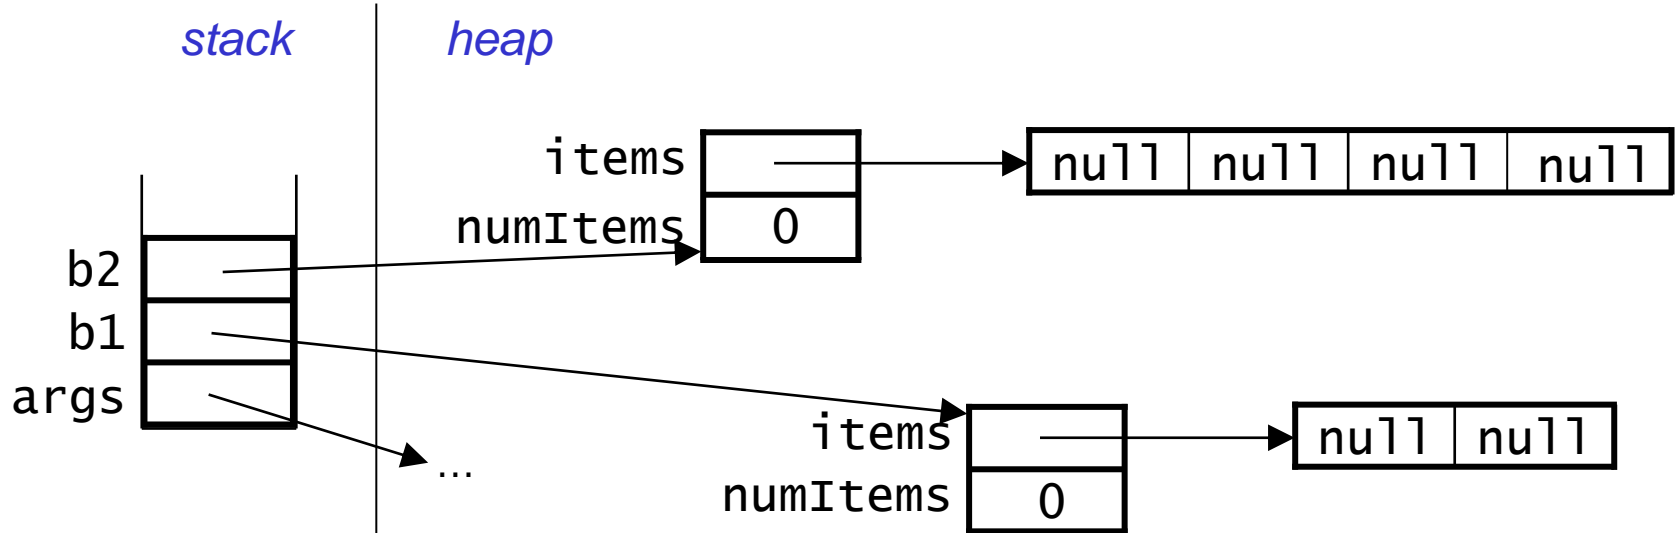 stack heap
items null null null null
numItems 0
b2
b1
args
items null null
...
numItems 0